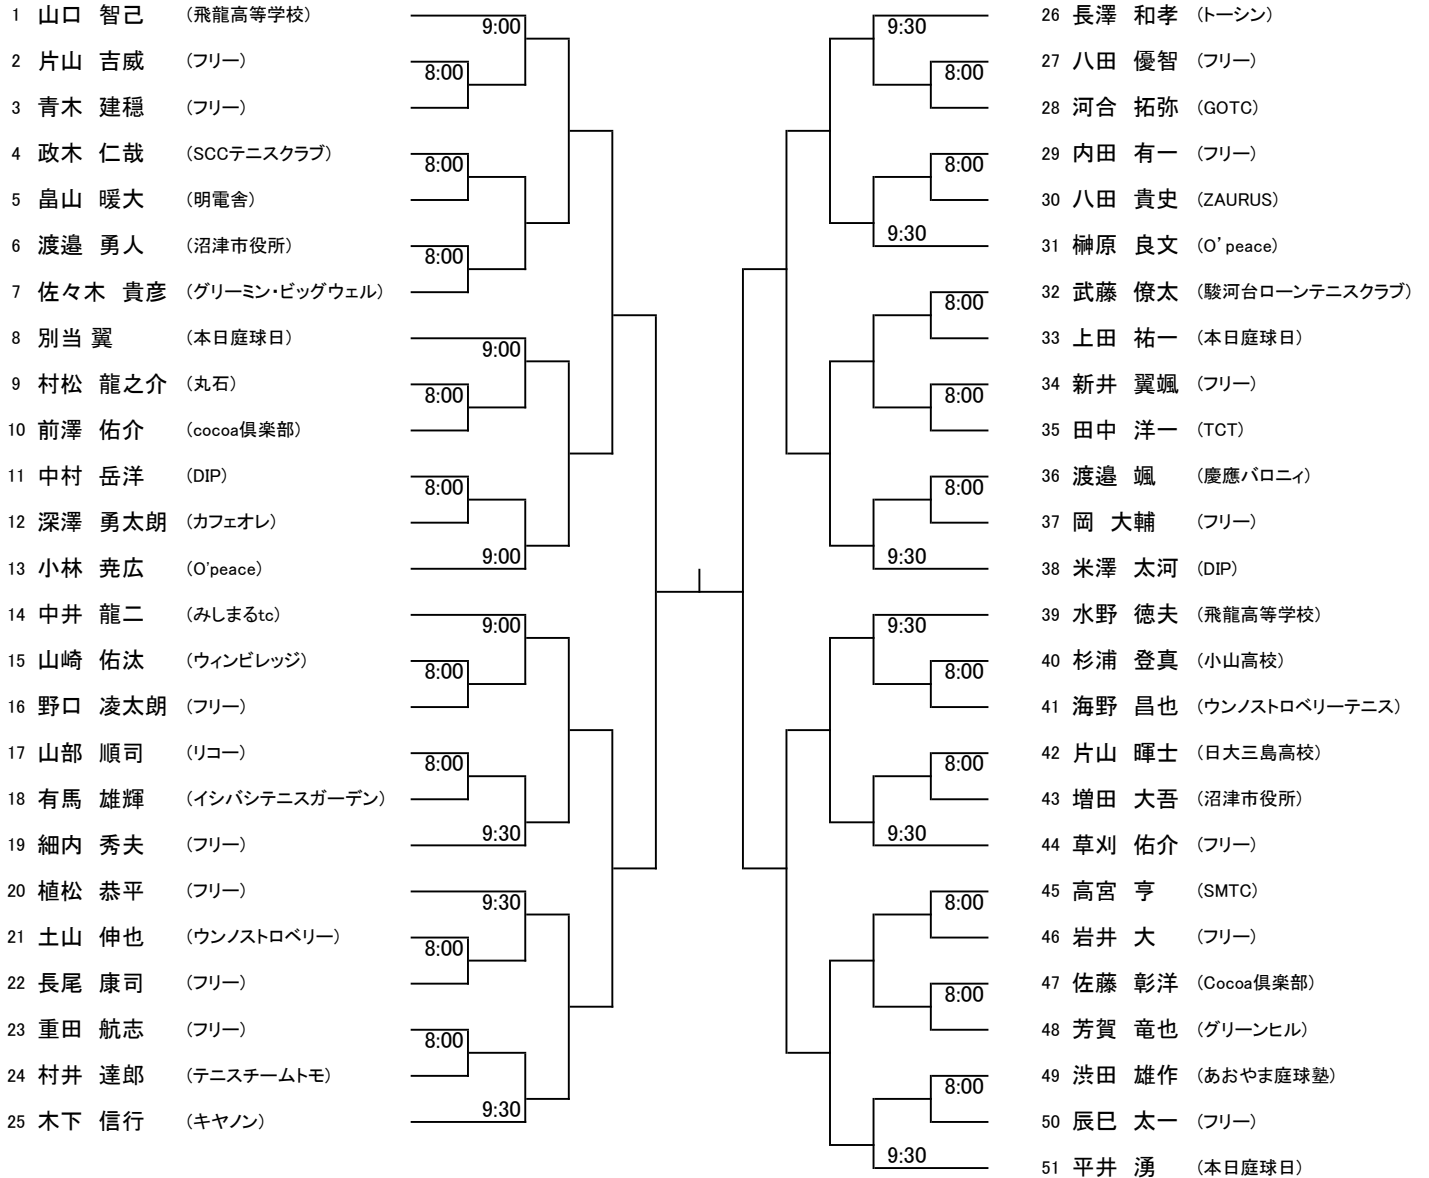 1 山口 智己 (飛龍高等学校)
9:00
2 片山 吉威 (フリー)
8:00
3 青木 建穏 (フリー)
4 政木 仁哉 (SCCテニスクラブ)
8:00
5 畠山 暖大 (明電舎)
6 渡邉 勇人 (沼津市役所)
8:00
7 佐々木 貴彦 (グリーミン・ビッグウェル)
8 別当 翼 (本日庭球日)
9:00
9 村松 龍之介 (丸石)
8:00
10 前澤 佑介 (cocoa倶楽部)
11 中村 岳洋 (DIP)
8:00
12 深澤 勇太朗 (カフェオレ)
9:00
13 小林 尭広 (O'peace)
14 中井 龍二 (みしまるtc)
9:00
15 山崎 佑汰 (ウィンビレッジ)
8:00
16 野口 凌太朗 (フリー)
17 山部 順司 (リコー)
8:00
18 有馬 雄輝 (イシバシテニスガーデン)
9:30
19 細内 秀夫 (フリー)
20 植松 恭平 (フリー)
9:30
21 土山 伸也 (ウンノストロベリー)
8:00
22 長尾 康司 (フリー)
23 重田 航志 (フリー)
8:00
24 村井 達郎 (テニスチームトモ)
9:30
25 木下 信行 (キヤノン)
26 長澤 和孝 (トーシン)
9:30
27 八田 優智 (フリー)
8:00
28 河合 拓弥 (GOTC)
29 内田 有一 (フリー)
8:00
30 八田 貴史 (ZAURUS)
9:30
31 榊原 良文 (O’peace)
32 武藤 僚太 (駿河台ローンテニスクラブ)
8:00
33 上田 祐一 (本日庭球日)
34 新井 翼颯 (フリー)
8:00
35 田中 洋一 (TCT)
36 渡邉 颯 (慶應バロニィ)
8:00
37 岡 大輔 (フリー)
9:30
38 米澤 太河 (DIP)
39 水野 徳夫 (飛龍高等学校)
9:30
40 杉浦 登真 (小山高校)
8:00
41 海野 昌也 (ウンノストロベリーテニス)
42 片山 暉士 (日大三島高校)
8:00
43 増田 大吾 (沼津市役所)
9:30
44 草刈 佑介 (フリー)
45 高宮 亨 (SMTC)
8:00
46 岩井 大 (フリー)
47 佐藤 彰洋 (Cocoa倶楽部)
8:00
48 芳賀 竜也 (グリーンヒル)
49 渋田 雄作 (あおやま庭球塾)
8:00
50 辰巳 太一 (フリー)
9:30
51 平井 湧 (本日庭球日)